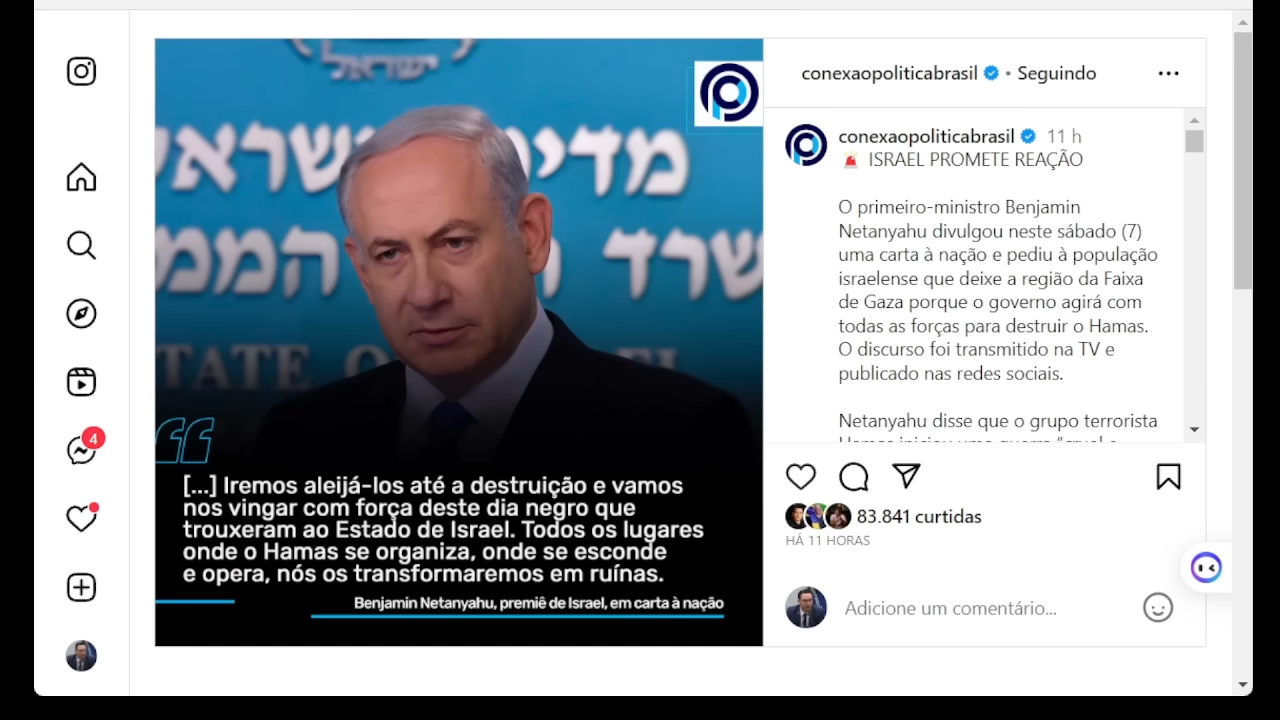 conexaopoliticabrasil • Seguindo
ישראל
conexaopoliticabrasil 11 h
ISRAEL PROMETE REAÇÃO
O primeiro-ministro Benjamin
Netanyahu divulgou neste sábado (7)
uma carta à nação e pediu à população
israelense que deixe a região da Faixa
de Gaza porque o governo agirá com
todas as forças para destruir o Hamas.
O discurso foi transmitido na TV e
publicado nas redes sociais.
Netanyahu disse que o grupo terrorista
4
[...] Iremos aleijá-los até a destruição e vamos
nos vingar com força deste dia negro que
trouxeram ao Estado de Israel. Todos os lugares
onde o Hamas se organiza, onde se esconde
e opera, nós os transformaremos em ruínas.
Benjamin Netanyahu, premiê de Israel, em carta à nação
83.841 curtidas
HÁ 11 HORAS
Adicione um comentário...